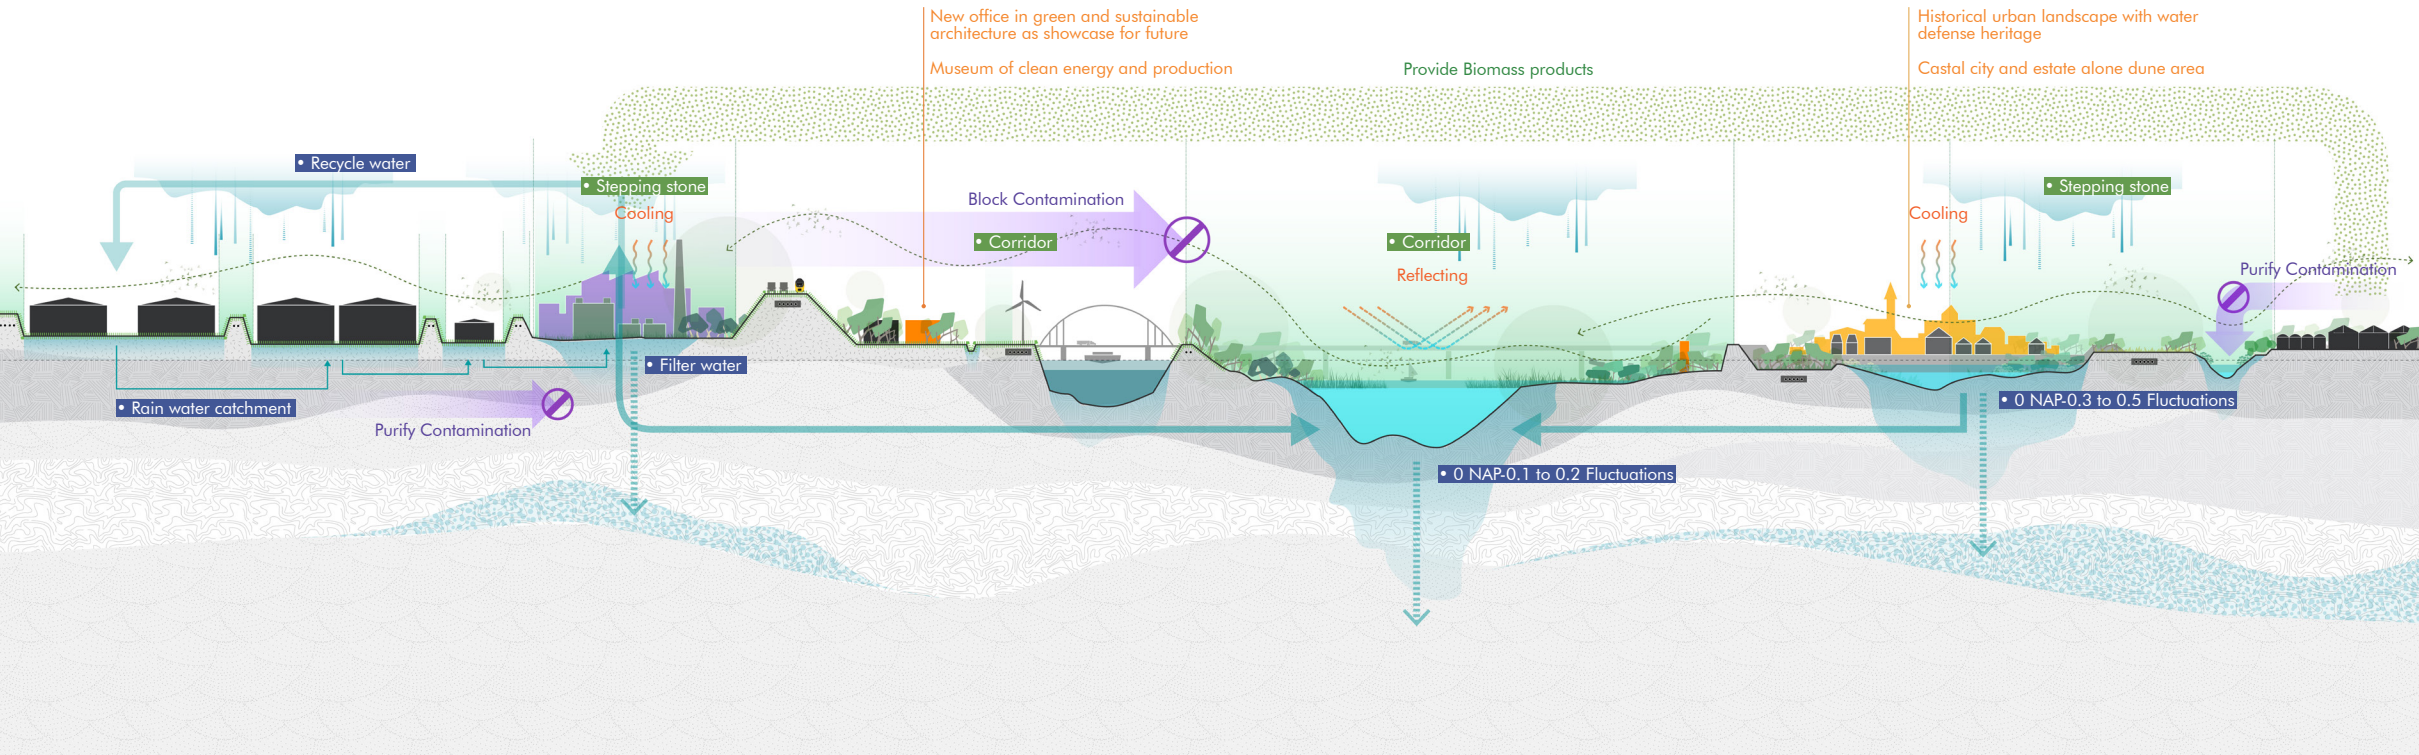 New office in green and sustainable
architecture as showcase for future
Museum of clean energy and production
Provide Biomass products
Historical urban landscape with water
defense heritage
Castal city and estate alone dune area
• Recycle water
• Stepping stone
Cooling
Block Contamination
• Corridor
• Corridor
Reflecting
Cooling
• Stepping stone
Purify Contamination
• Filter water
• Rain water catchment
Purify Contamination
• 0 NAP-0.3 to 0.5 Fluctuations
• 0 NAP-0.1 to 0.2 Fluctuations